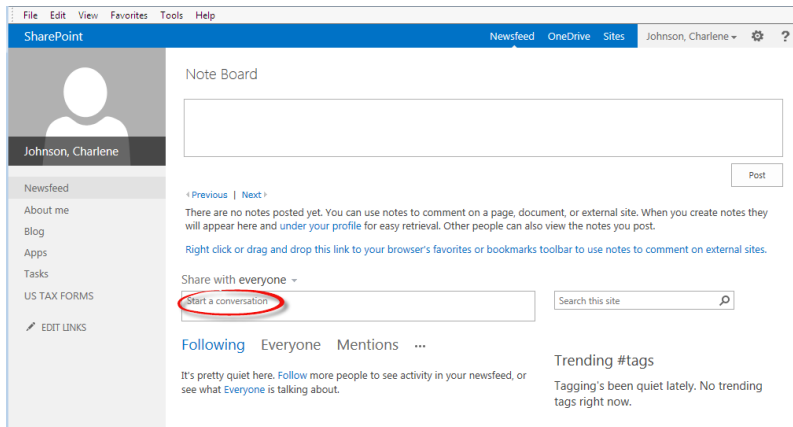 File Edit View Favorites Tools Help
SharePoint
Newsfeed OneDrive Sites Johnson, Charlene ?
Johnson, Charlene
Newsfeed
About me
Blog
Apps
Tasks
US TAX FORMS
EDIT LINKS
Note Board
Post
Previous | Next
There are no notes posted yet. You can use notes to comment on a page, document, or external site. When you create notes they
will appear here and under your profile for easy retrieval. Other people can also view the notes you post.
Right click or drag and drop this link to your browser's favorites or bookmarks toolbar to use notes to comment on external sites.
Share with everyone
Start a conversation
Search this site
Following Everyone Mentions ...
It's pretty quiet here. Follow more people to see activity in your newsfeed, or
see what Everyone is talking about.
Trending #tags
Tagging's been quiet lately. No trending
tags right now.